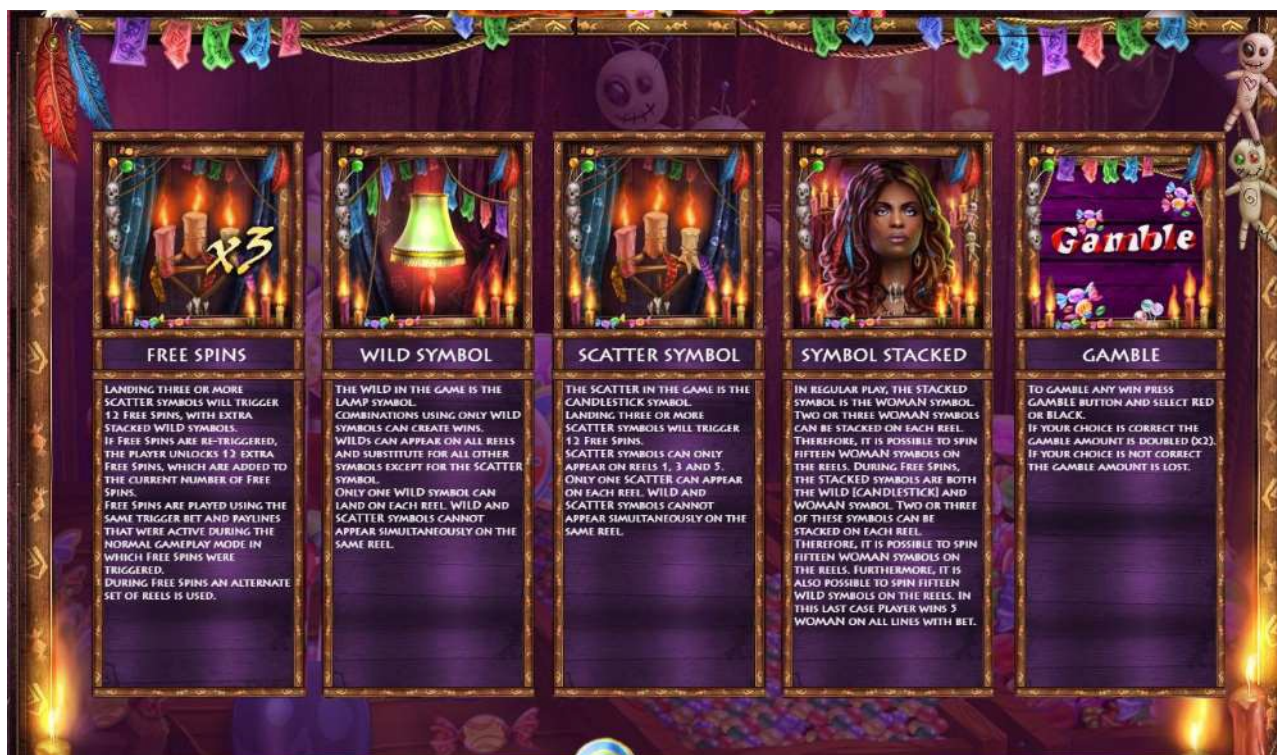 x3
Gamble
FREE SPINS
LANDING THREE OR MORE
SCATTER SYMBOLS WILL TRIGGER
12 FREE SPINS, WITH EXTRA
STACKED WILD SYMBOLS.
IF FREE SPINS ARE RE-TRIGGERED,
THE PLAYER UNLOCKS 12 EXTRA
FREE SPINS, WHICH ARE ADDED TO
THE CURRENT NUMBER OF FREE
SPINS.
FREE SPINS ARE PLAYED USING THE
SAME TRIGGER BET AND PAYLINES
THAT WERE ACTIVE DURING THE
NORMAL GAMEPLAY MODE IN
WHICH FREE SPINS WERE
TRIGGERED.
DURING FREE SPINS AN ALTERNATE
SET OF REELS IS USED.
WILD SYMBOL
THE WILD IN THE GAME IS THE
LAMP SYMBOL.
COMBINATIONS USING ONLY WILD
SYMBOLS CAN CREATE WINS.
WILDS CAN APPEAR ON ALL REELS
AND SUBSTITUTE FOR ALL OTHER
SYMBOLS EXCEPT FOR THE SCATTER
SYMBOL.
ONLY ONE WILD SYMBOL CAN
LAND ON EACH REEL. WILD AND
SCATTER SYMBOLS CANNOT
APPEAR SIMULTANEOUSLY ON THE
SAME REEL.
SCATTER SYMBOL
THE SCATTER IN THE GAME IS THE
CANDLESTICK SYMBOL.
LANDING THREE OR MORE
SCATTER SYMBOLS WILL TRIGGER
12 FREE SPINS.
SCATTER SYMBOLS CAN ONLY
APPEAR ON REELS 1, 3 AND 5.
ONLY ONE SCATTER CAN APPEAR
ON EACH REEL. WILD AND
SCATTER SYMBOLS CANNOT
APPEAR SIMULTANEOUSLY ON THE
SAME REEL.
SYMBOL STACKED
IN REGULAR PLAY, THE STACKED
SYMBOL IS THE WOMAN SYMBOL.
TWO OR THREE WOMAN SYMBOLS
CAN BE STACKED ON EACH REEL.
THEREFORE, IT IS POSSIBLE TO SPIN
FIFTEEN WOMAN SYMBOLS ON
THE REELS. DURING FREE SPINS,
THE STACKED SYMBOLS ARE BOTH
THE WILD [CANDLESTICK] AND
WOMAN SYMBOL. TWO OR THREE
OF THESE SYMBOLS CAN BE
STACKED ON EACH REEL.
THEREFORE, IT IS POSSIBLE TO SPIN
FIFTEEN WOMAN SYMBOLS ON
THE REELS. FURTHERMORE, IT IS
ALSO POSSIBLE TO SPIN FIFTEEN
WILD SYMBOLS ON THE REELS. IN
THIS LAST CASE PLAYER WINS 5
WOMAN ON ALL LINES WITH BET.
GAMBLE
TO GAMBLE ANY WIN PRESS
GAMBLE BUTTON AND SELECT RED
OR BLACK.
IF YOUR CHOICE IS CORRECT THE
GAMBLE AMOUNT IS DOUBLED (X2).
IF YOUR CHOICE IS NOT CORRECT
THE GAMBLE AMOUNT IS LOST.